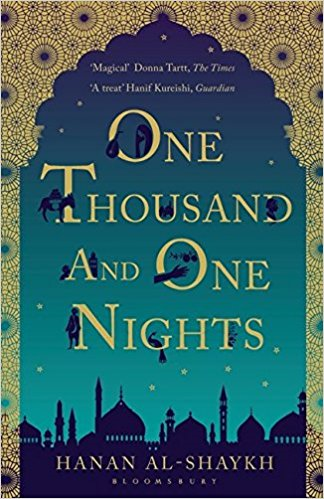 ‘Magical’ Donna Tartt, The Times
‘A treat’ Hanif Kureishi, Guardian
ONE
THOUSAND
AND ONE
NIGHTS
HANAN AL-SHAYKH
BLOOMSBURY